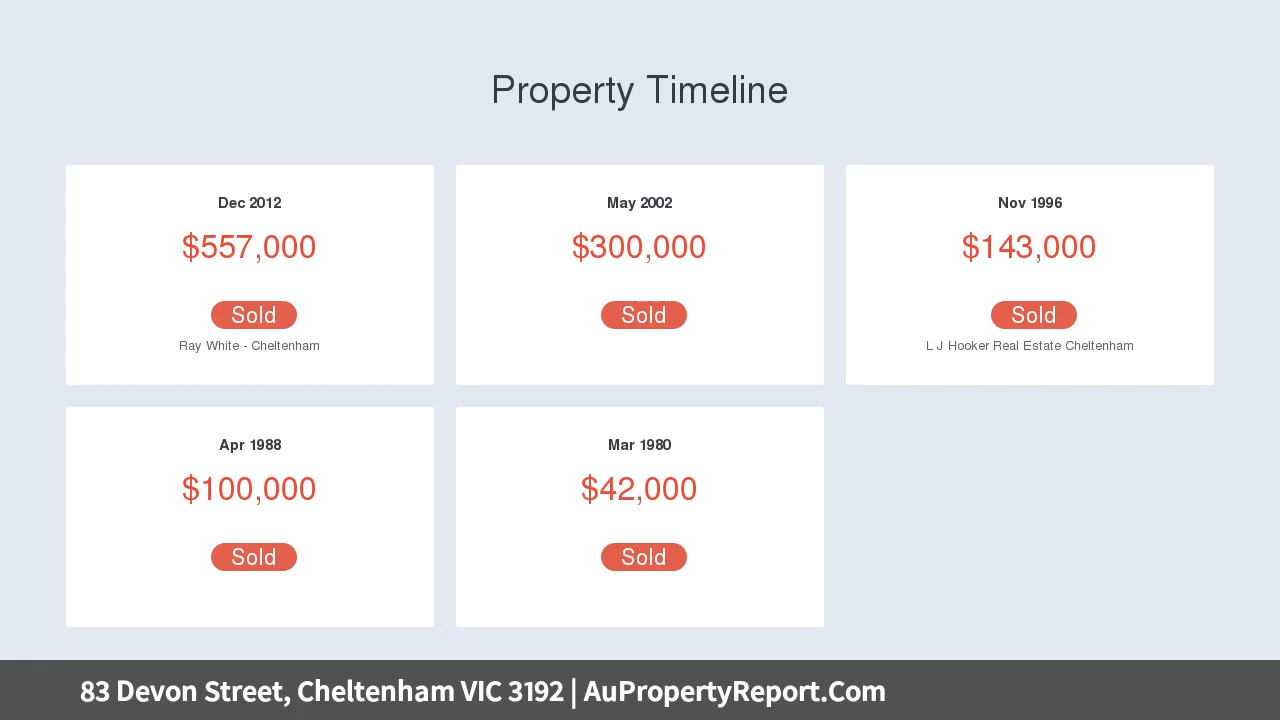 Property Timeline
Dec 2012
$557,000
Sold
Ray White - Cheltenham
May 2002
$300,000
Sold
Nov 1996
$143,000
Sold
L J Hooker Real Estate Cheltenham
Apr 1988
$100,000
Sold
Mar 1980
$42,000
Sold
83 Devon Street, Cheltenham VIC 3192 | AuPropertyReport.Com